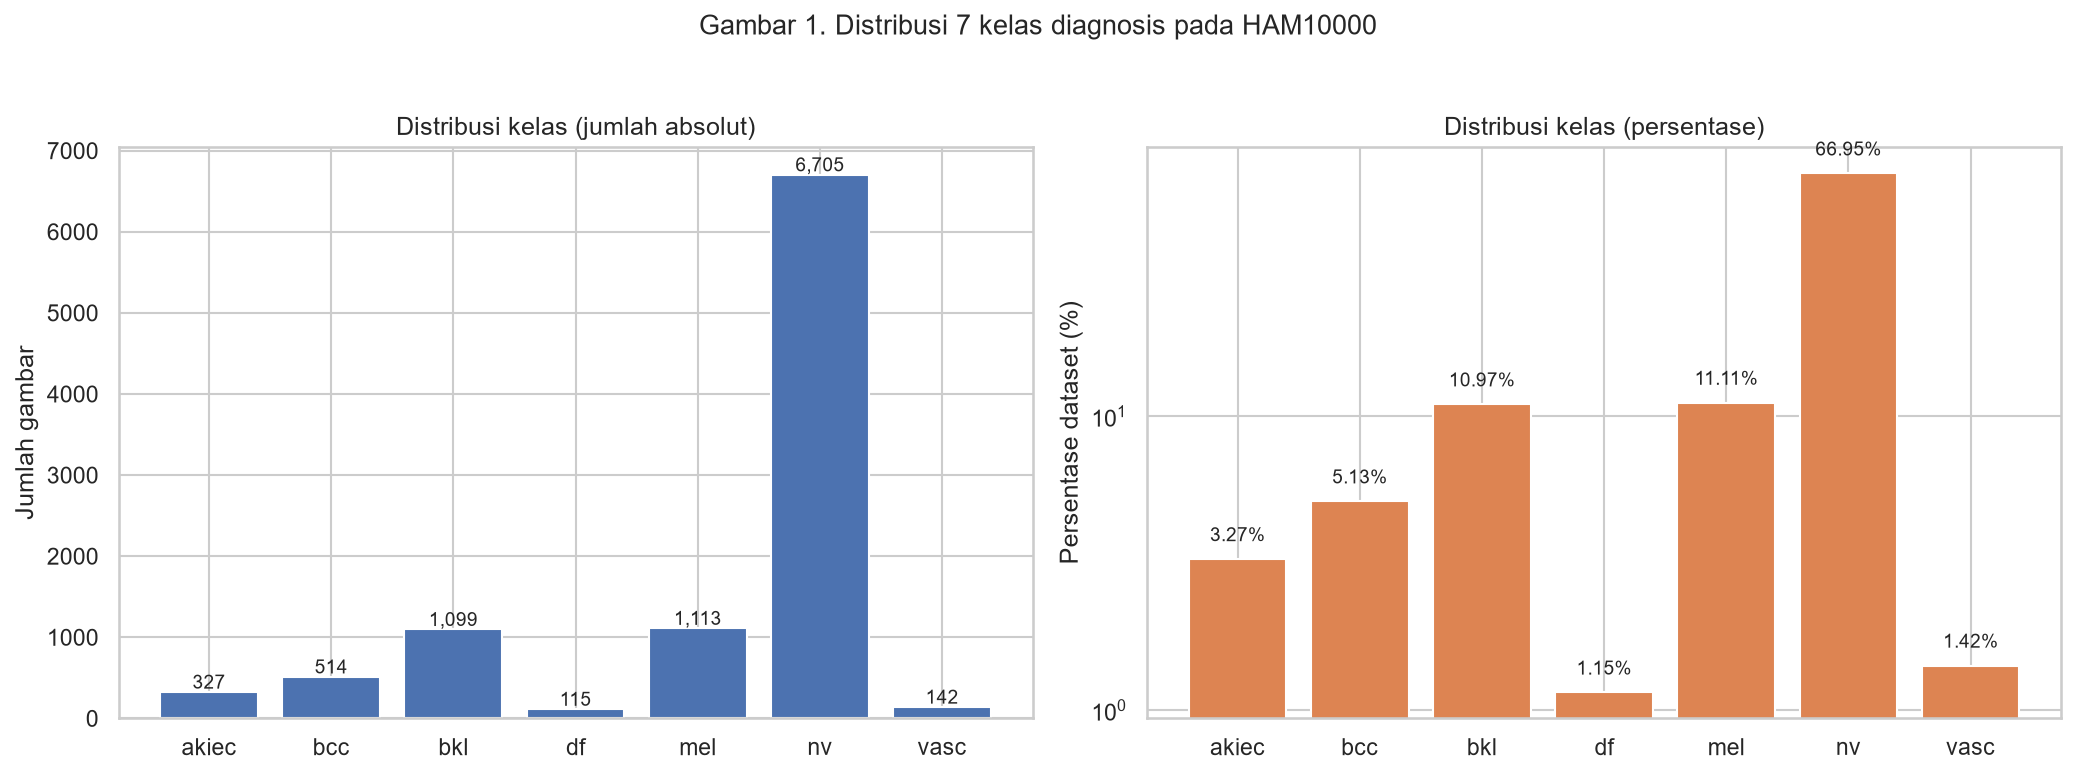 Gambar 1. Distribusi 7 kelas diagnosis pada HAM10000
Distribusi kelas (jumlah absolut)
Jumlah gambar
7000
6000
5000
4000
3000
2000
1000
0
327
514
1,099
115
1,113
6,705
142
akiec
bcc
bkl
df
mel
nv
vasc
Distribusi kelas (persentase)
Persentase dataset (%)
10¹
10⁰
3.27%
5.13%
10.97%
1.15%
11.11%
66.95%
1.42%
akiec
bcc
bkl
df
mel
nv
vasc